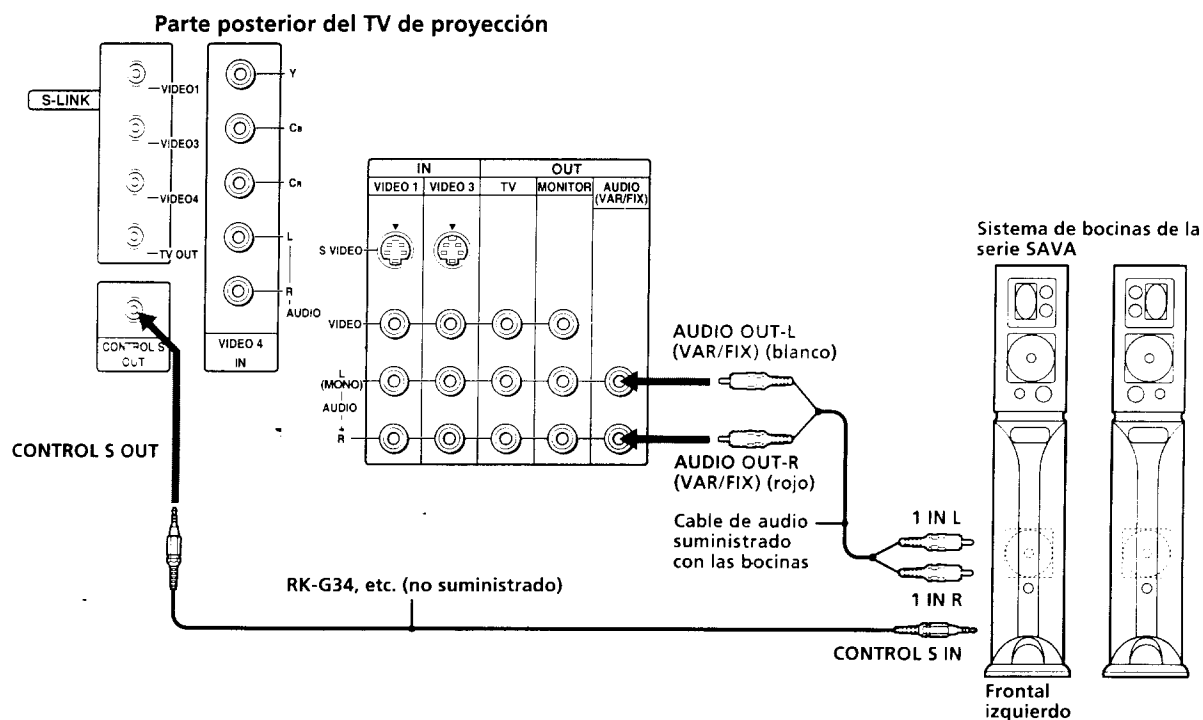 Parte posterior del TV de proyección
S-LINK
VIDEO1
VIDEO3
VIDEO4
TV OUT
CONTROL S
OUT
Y
CB
CR
L
R
AUDIO
VIDEO 4
IN
IN
OUT
VIDEO 1
VIDEO 3
TV
MONITOR
AUDIO
(VAR/FIX)
S VIDEO
VIDEO
L
(MONO)
AUDIO
R
CONTROL S OUT
AUDIO OUT-L
(VAR/FIX) (blanco)
AUDIO OUT-R
(VAR/FIX) (rojo)
Cable de audio
suministrado
con las bocinas
RK-G34, etc. (no suministrado)
1 IN L
1 IN R
CONTROL S IN
Sistema de bocinas de la
serie SAVA
Frontal
izquierdo